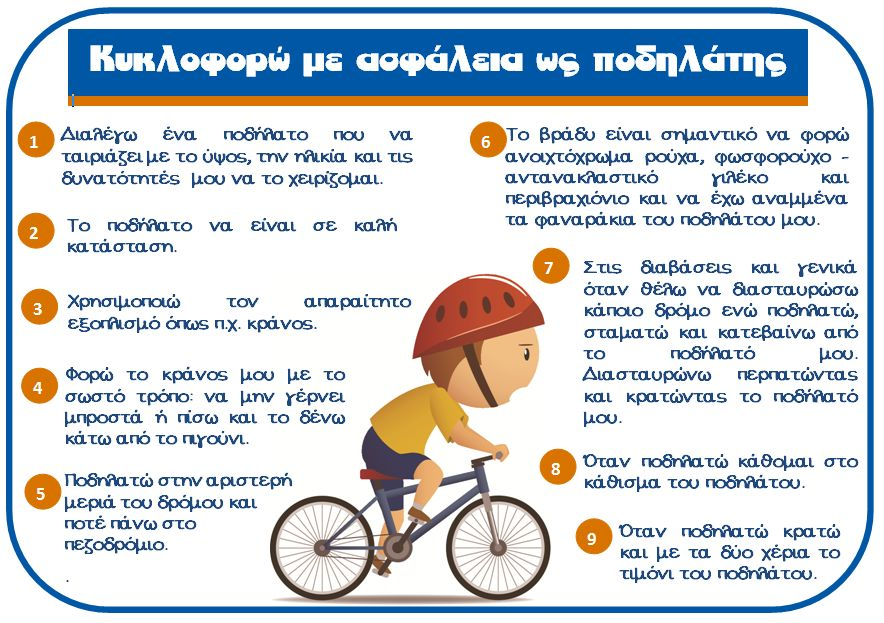 Κυκλοφορώ με ασφάλεια ως ποδηλάτης
1
Διαλέγω ένα ποδήλατο που να
ταιριάζει με το ύψος, την ηλικία και τις
δυνατότητές μου να το χειρίζομαι.
2
Το ποδήλατο να είναι σε καλή
κατάσταση.
3
Χρησιμοποιώ τον απαραίτητο
εξοπλισμό όπως π.χ. κράνος.
4
Φορώ το κράνος μου με το
σωστό τρόπο: να μην γέρνει
μπροστά ή πίσω και το δένω
κάτω από το πιγούνι.
5
Ποδηλατώ στην αριστερή
μεριά του δρόμου και
ποτέ πάνω στο
πεζοδρόμιο.
.
6
Το βράδυ είναι σημαντικό να φορώ
ανοιχτόχρωμα ρούχα, φωσφορούχο -
αντανακλαστικό γιλέκο και
περιβραχιόνιο και να έχω αναμμένα
τα φαναράκια του ποδηλάτου μου.
7
Στις διαβάσεις και γενικά
όταν θέλω να διασταυρώσω
κάποιο δρόμο ενώ ποδηλατώ,
σταματώ και κατεβαίνω από
το ποδήλατό μου.
Διασταυρώνω περπατώντας
και κρατώντας το ποδήλατό
μου.
8
Όταν ποδηλατώ κάθομαι στο
κάθισμα του ποδηλάτου.
9
Όταν ποδηλατώ κρατώ
και με τα δύο χέρια το
τιμόνι του ποδηλάτου.